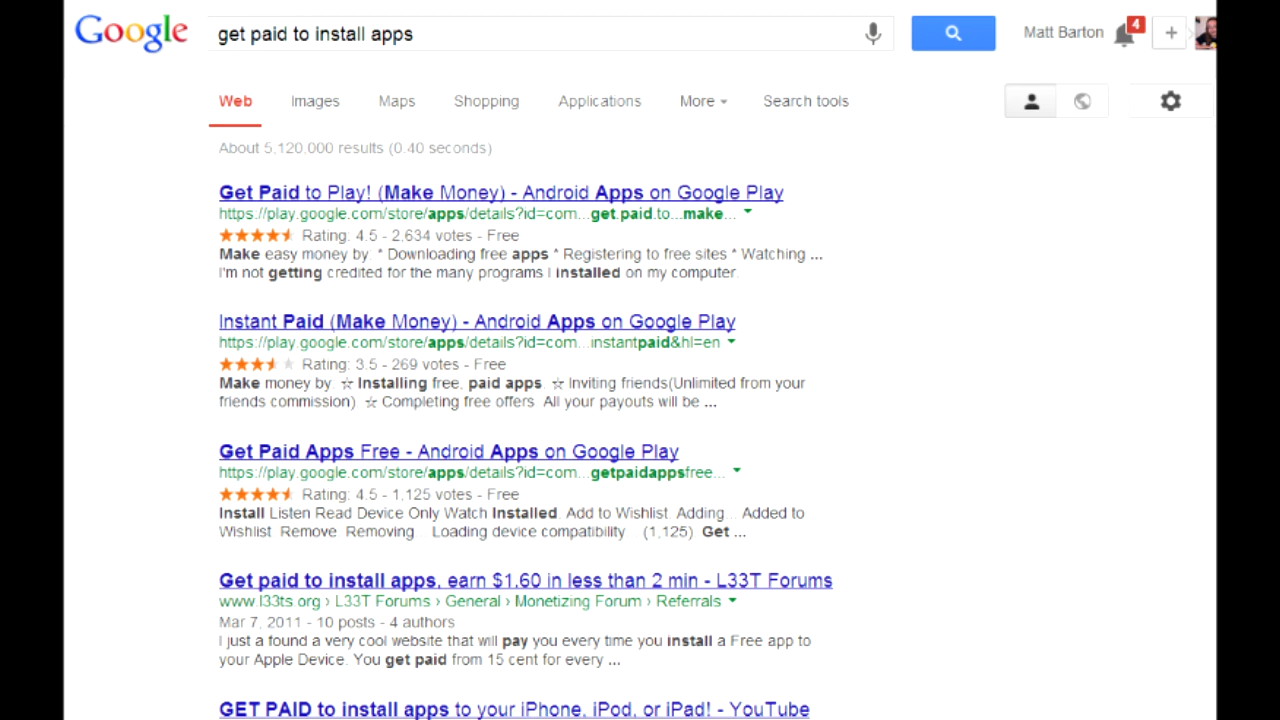 Google
get paid to install apps
Matt Barton
4
+
Web Images Maps Shopping Applications More Search tools
About 5,120,000 results (0.40 seconds)
Get Paid to Play! (Make Money) - Android Apps on Google Play
https://play.google.com/store/apps/details?id=com...get.paid.to...make...
Rating: 4.5 - 2,634 votes - Free
Make easy money by: * Downloading free apps * Registering to free sites * Watching ...
I'm not getting credited for the many programs I installed on my computer.
Instant Paid (Make Money) - Android Apps on Google Play
https://play.google.com/store/apps/details?id=com...instantpaid&hl=en
Rating: 3.5 - 269 votes - Free
Make money by: ☆ Installing free, paid apps. ☆ Inviting friends(Unlimited from your
friends commission). ☆ Completing free offers. All your payouts will be ...
Get Paid Apps Free - Android Apps on Google Play
https://play.google.com/store/apps/details?id=com...getpaidappsfree...
Rating: 4.5 - 1,125 votes - Free
Install Listen Read Device Only Watch Installed. Add to Wishlist. Adding... Added to
Wishlist. Remove. Removing... Loading device compatibility... (1,125). Get ...
Get paid to install apps, earn $1,60 in less than 2 min - L33T Forums
www.l33ts.org › L33T Forums › General › Monetizing Forum › Referrals
Mar 7, 2011 - 10 posts - 4 authors
I just a found a very cool website that will pay you every time you install a Free app to
your Apple Device. You get paid from 15 cent for every ...
GET PAID to install apps to your iPhone, iPod, or iPad! - YouTube